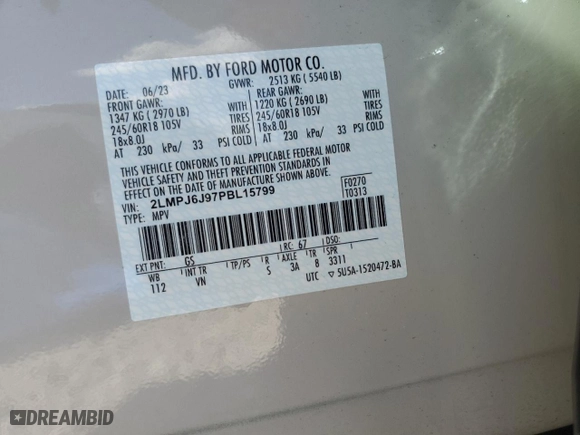 MFD. BY FORD MOTOR CO.
DATE: 06/23 GVWR: 2513 KG ( 5540 LB)
FRONT GAWR: REAR GAWR:
1347 KG ( 2970 LB) WITH 1220 KG ( 2690 LB) WITH
245/60R18 105V TIRES 245/60R18 105V TIRES
18x8.0J RIMS 18x8.0J RIMS
AT 230 kPa/ 33 PSI COLD AT 230 kPa/ 33 PSI COLD
THIS VEHICLE CONFORMS TO ALL APPLICABLE FEDERAL MOTOR
VEHICLE SAFETY AND THEFT PREVENTION STANDARDS IN
EFFECT ON THE DATE OF MANUFACTURE SHOWN ABOVE.
VIN: 2LMPJ6J97PBL15799 F0270
TYPE: MPV T0313
EXT PNT: GS RC: 67 DSO:
WB INT TR TP/PS R AXLE TR SPR
112 VN S 3A B 3311
UTC ▽5U5A-1520472-BA
DREAMBID